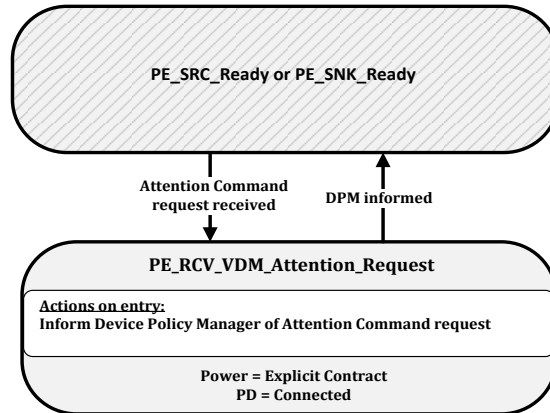 PE_SRC_Ready or PE_SNK_Ready
Attention Command
request received
DPM informed
PE_RCV_VDM_Attention_Request
Actions on entry:
Inform Device Policy Manager of Attention Command request
Power = Explicit Contract
PD = Connected